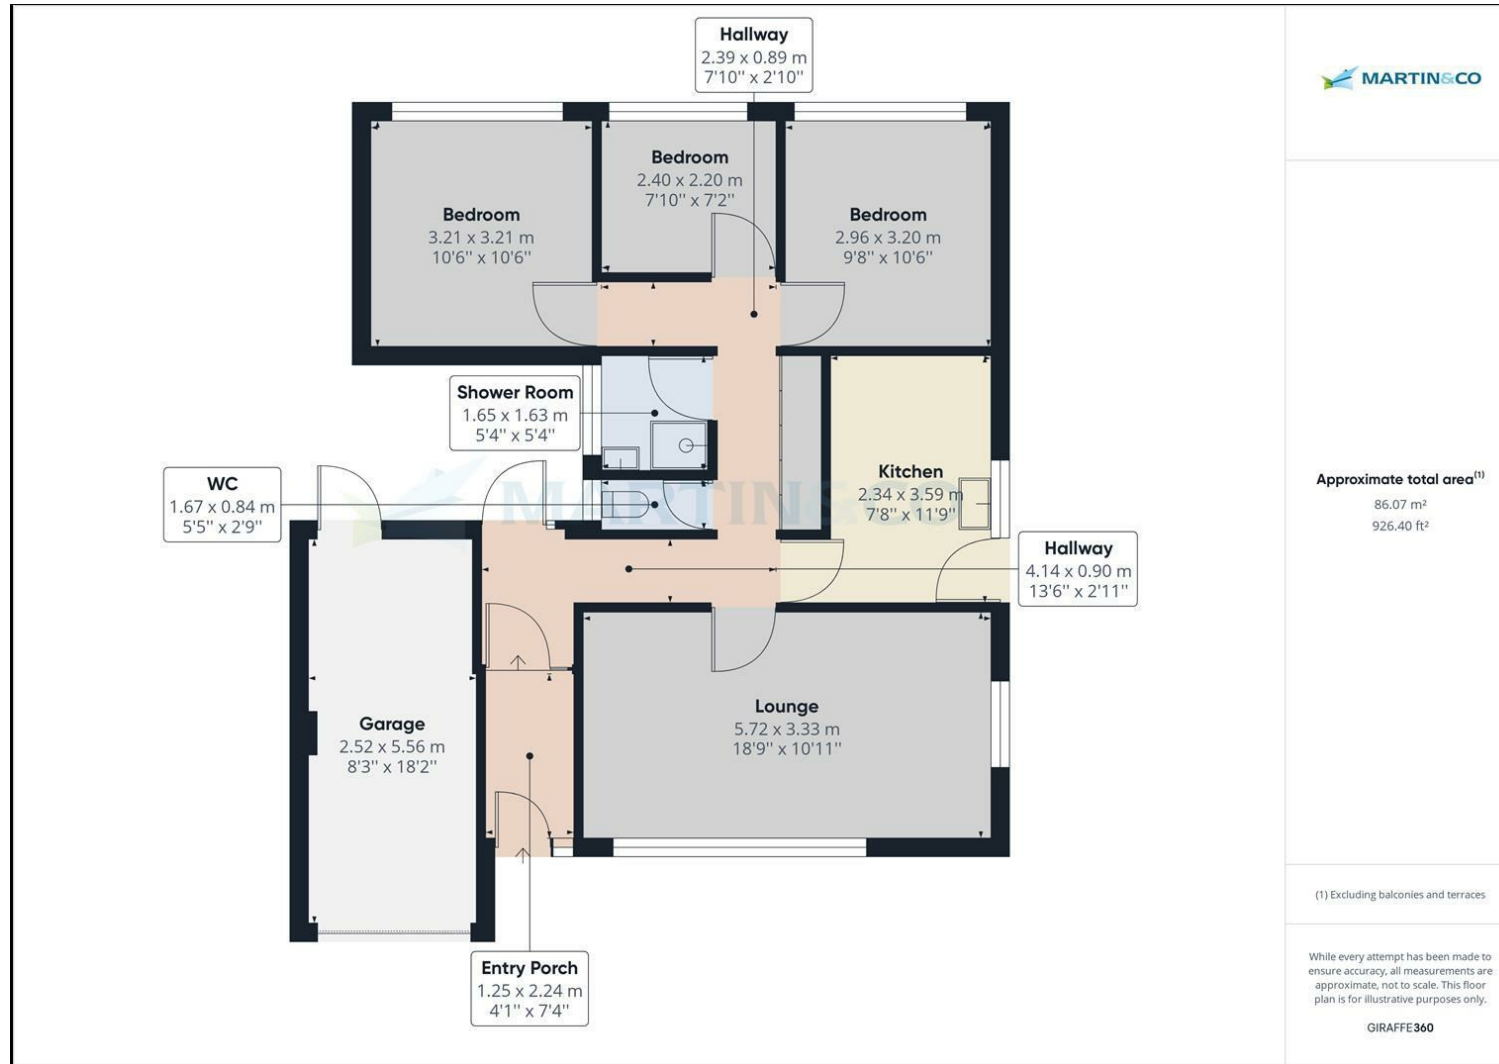 Hallway
2.39 x 0.89 m
7'10'' x 2'10''
MARTIN&CO
Bedroom
3.21 x 3.21 m
10'6'' x 10'6''
Bedroom
2.40 x 2.20 m
7'10'' x 7'2''
Bedroom
2.96 x 3.20 m
9'8'' x 10'6''
Shower Room
1.65 x 1.63 m
5'4'' x 5'4''
WC
1.67 x 0.84 m
5'5'' x 2'9''
MARTIN&CO
Kitchen
2.34 x 3.59 m
7'8'' x 11'9''
Approximate total area(1)
86.07 m²
926.40 ft²
Hallway
4.14 x 0.90 m
13'6'' x 2'11''
Garage
2.52 x 5.56 m
8'3'' x 18'2''
Lounge
5.72 x 3.33 m
18'9'' x 10'11''
Entry Porch
1.25 x 2.24 m
4'1'' x 7'4''
(1) Excluding balconies and terraces
While every attempt has been made to
ensure accuracy, all measurements are
approximate, not to scale. This floor
plan is for illustrative purposes only.
GIRAFFE360